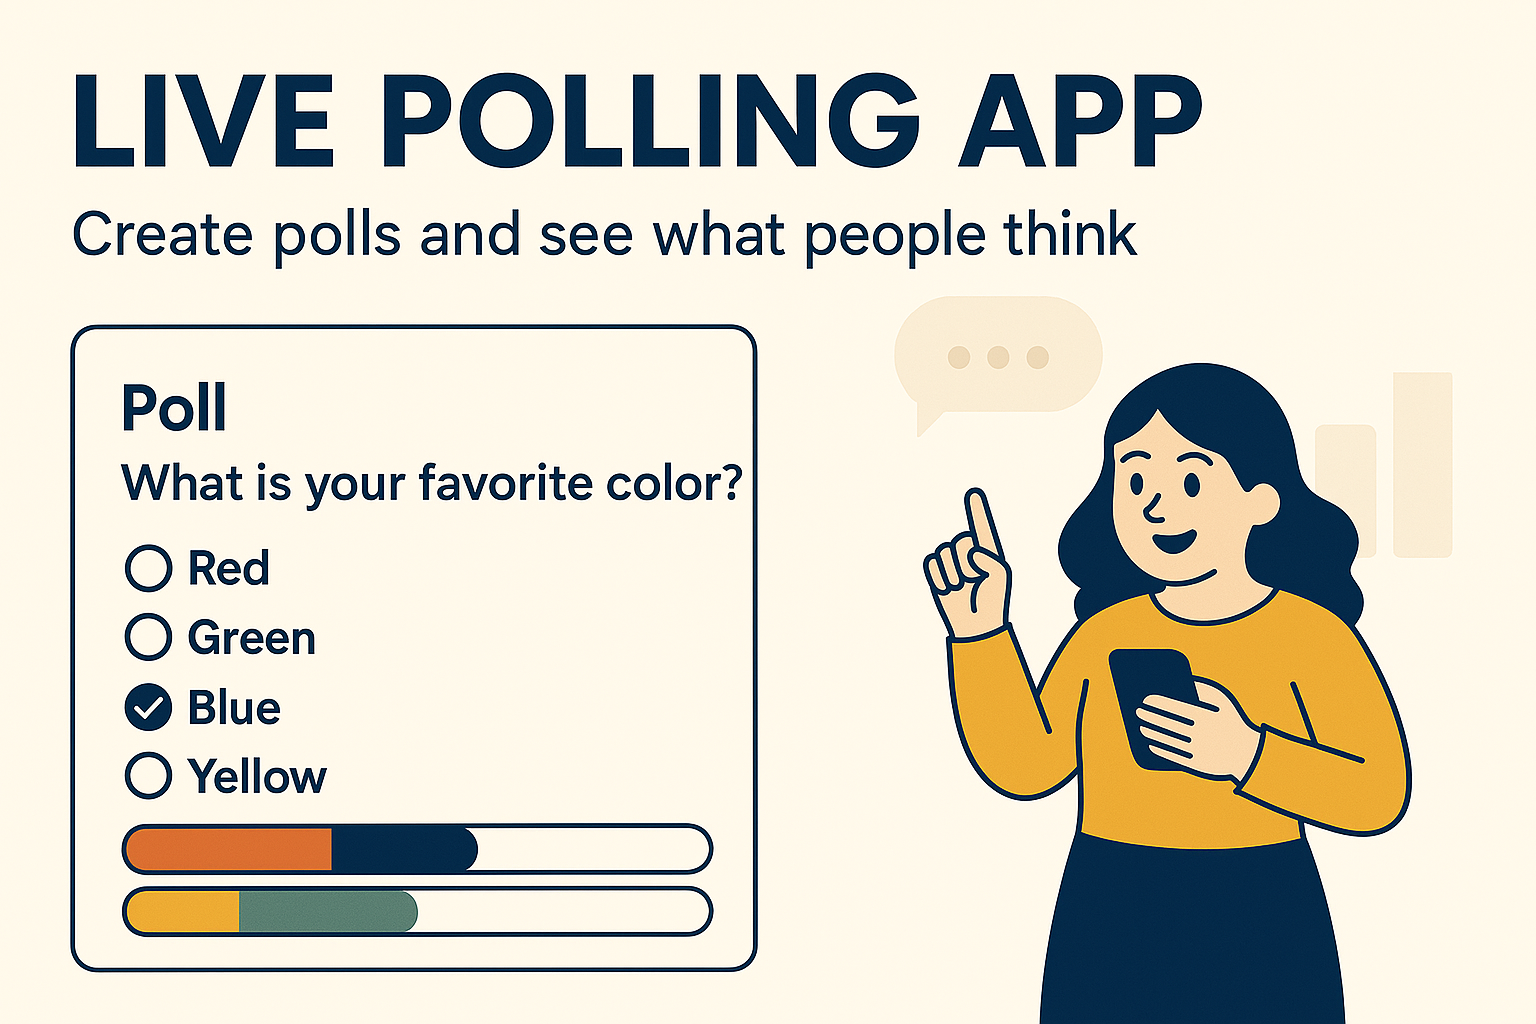 LIVE POLLING APP
Create polls and see what people think
Poll
What is your favorite color?
Red
Green
Blue
Yellow